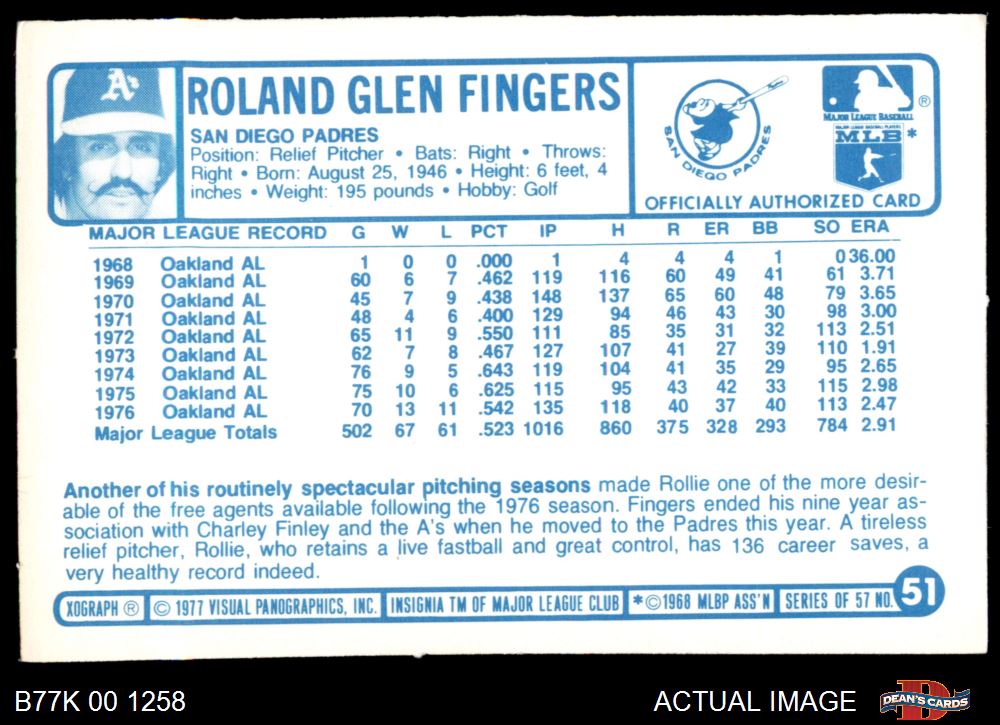 A's
ROLAND GLEN FINGERS
SAN DIEGO PADRES
Position: Relief Pitcher • Bats: Right • Throws:
Right • Born: August 25, 1946 • Height: 6 feet, 4
inches • Weight: 195 pounds • Hobby: Golf
SAN DIEGO PADRES
®
MAJOR LEAGUE BASEBALL
MAJOR LEAGUE BASEBALL PLAYERS
MLB *
OFFICIALLY AUTHORIZED CARD
MAJOR LEAGUE RECORD G W L PCT IP H R ER BB SO ERA
1968 Oakland AL 1 0 0 .000 1 4 4 4 1 0 36.00
1969 Oakland AL 60 6 7 .462 119 116 60 49 41 61 3.71
1970 Oakland AL 45 7 9 .438 148 137 65 60 48 79 3.65
1971 Oakland AL 48 4 6 .400 129 94 46 43 30 98 3.00
1972 Oakland AL 65 11 9 .550 111 85 35 31 32 113 2.51
1973 Oakland AL 62 7 8 .467 127 107 41 27 39 110 1.91
1974 Oakland AL 76 9 5 .643 119 104 41 35 29 95 2.65
1975 Oakland AL 75 10 6 .625 115 95 43 42 33 115 2.98
1976 Oakland AL 70 13 11 .542 135 118 40 37 40 113 2.47
Major League Totals 502 67 61 .523 1016 860 375 328 293 784 2.91
Another of his routinely spectacular pitching seasons made Rollie one of the more desir-
able of the free agents available following the 1976 season. Fingers ended his nine year as-
sociation with Charley Finley and the A's when he moved to the Padres this year. A tireless
relief pitcher, Rollie, who retains a live fastball and great control, has 136 career saves, a
very healthy record indeed.
XOGRAPH ® © 1977 VISUAL PANOGRAPHICS, INC. INSIGNIA TM OF MAJOR LEAGUE CLUB *©1968 MLBP ASS'N SERIES OF 57 NO. 51
B77K 00 1258 ACTUAL IMAGE DEAN'S CARDS